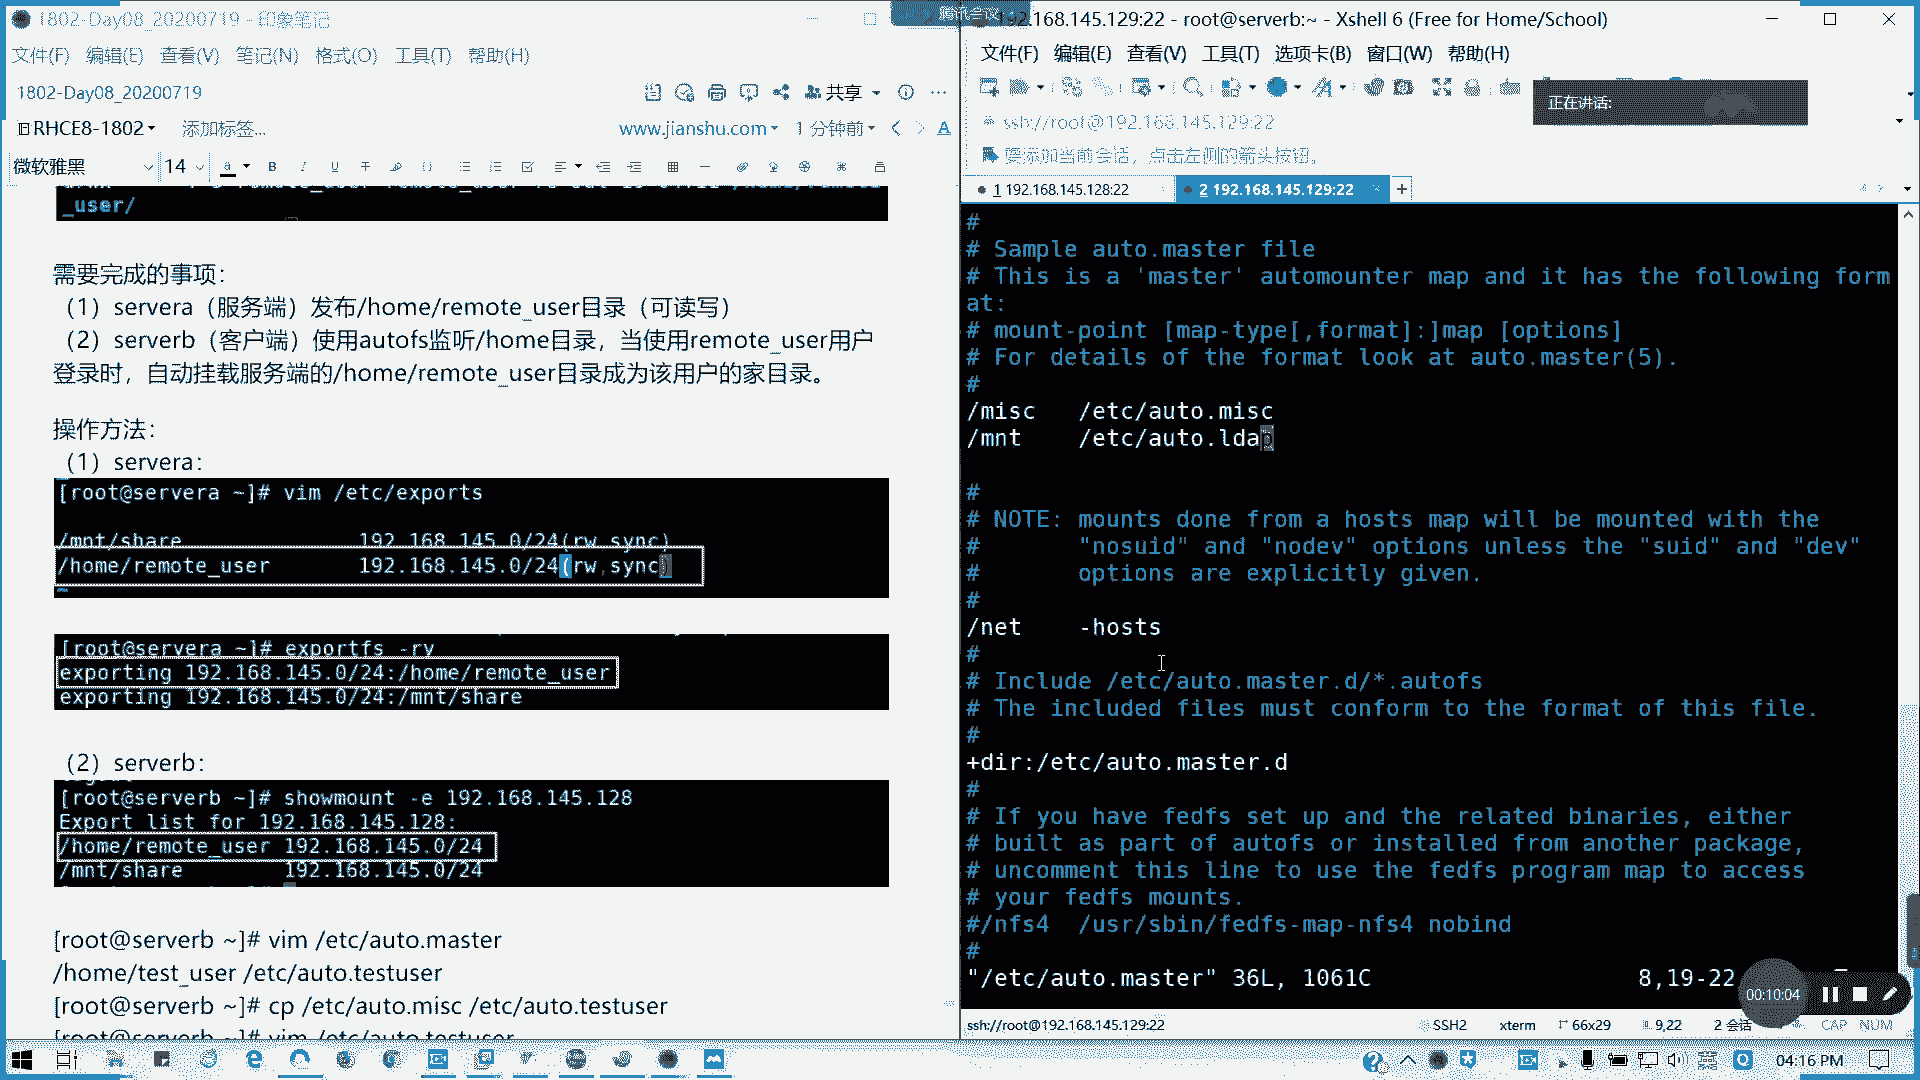 1802-Day08_20200719 - 印象笔记
文件(F) 编辑(E) 查看(V) 笔记(N) 格式(O) 工具(T) 帮助(H)
1802-Day08_20200719
共享
RHCE8-1802
添加标签...
www.jianshu.com
1 分钟前
微软雅黑
14
_user/
需要完成的事项：
（1）servera（服务端）发布/home/remote_user目录（可读写）
（2）serverb（客户端）使用autofs监听/home目录，当使用remote_user用户
登录时，自动挂载服务端的/home/remote_user目录成为该用户的家目录。
操作方法：
（1）servera：
[root@servera ~]# vim /etc/exports
/mnt/share 192.168.145.0/24(rw,sync)
/home/remote_user 192.168.145.0/24(rw,sync)
~
[root@servera ~]# exportfs -rv
exporting 192.168.145.0/24:/home/remote_user
exporting 192.168.145.0/24:/mnt/share
（2）serverb：
[root@serverb ~]# showmount -e 192.168.145.128
Export list for 192.168.145.128:
/home/remote_user 192.168.145.0/24
/mnt/share 192.168.145.0/24
[root@serverb ~]# vim /etc/auto.master
/home/test_user /etc/auto.testuser
[root@serverb ~]# cp /etc/auto.misc /etc/auto.testuser
[root@serverb ~]# vim /etc/auto.testuser
腾讯会议
192.168.145.129:22 - root@serverb:~ - Xshell 6 (Free for Home/School)
文件(F) 编辑(E) 查看(V) 工具(T) 选项卡(B) 窗口(W) 帮助(H)
正在讲话:
ssh://root@192.168.145.129:22
要添加当前会话，点击左侧的箭头按钮。
1 192.168.145.128:22
2 192.168.145.129:22
#
# Sample auto.master file
# This is a 'master' automounter map and it has the following form
at:
# mount-point [map-type[,format]:]map [options]
# For details of the format look at auto.master(5).
#
/misc /etc/auto.misc
/mnt /etc/auto.ldap
#
# NOTE: mounts done from a hosts map will be mounted with the
# "nosuid" and "nodev" options unless the "suid" and "dev"
# options are explicitly given.
#
/net -hosts
#
# Include /etc/auto.master.d/*.autofs
# The included files must conform to the format of this file.
#
+dir:/etc/auto.master.d
#
# If you have fedfs set up and the related binaries, either
# built as part of autofs or installed from another package,
# uncomment this line to use the fedfs program map to access
# your fedfs mounts.
#/nfs4 /usr/sbin/fedfs-map-nfs4 nobind
#
"/etc/auto.master" 36L, 1061C 8,19-22
00:10:04
ssh://root@192.168.145.129:22
SSH2
xterm
66x29
9,22
2 会话
CAP NUM
04:16 PM